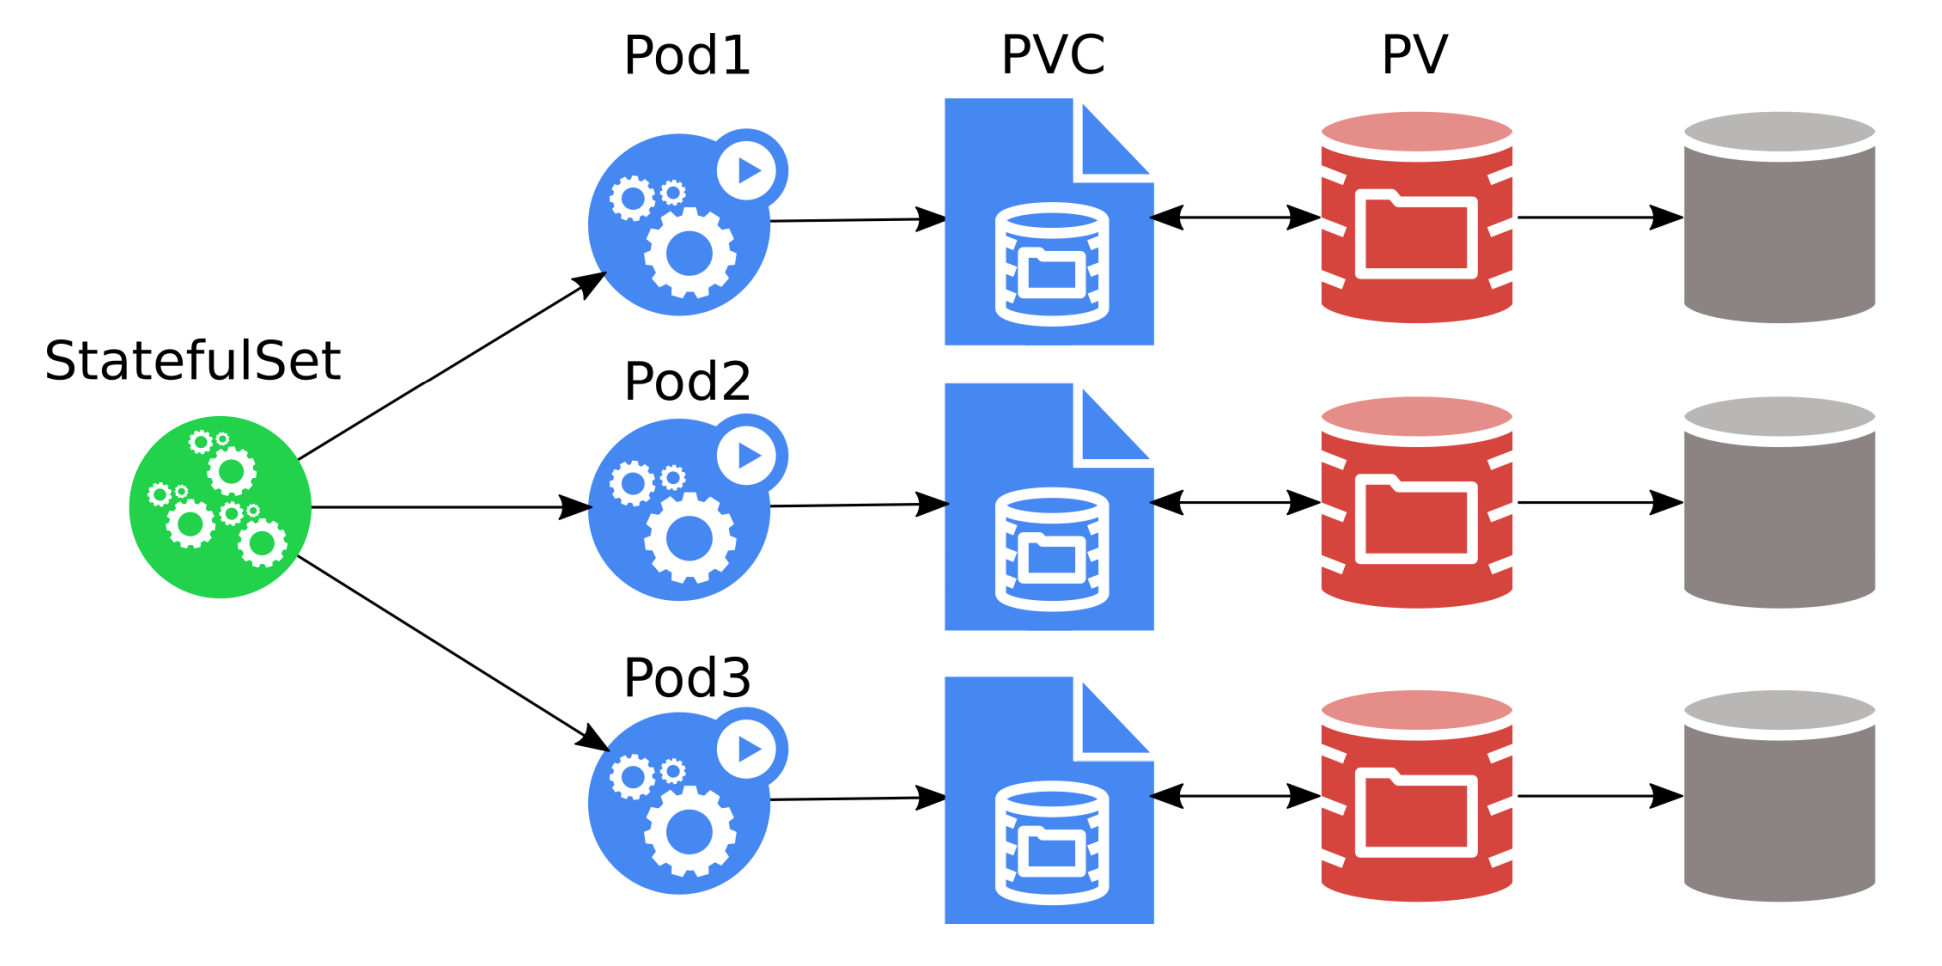 Pod1
PVC
PV
StatefulSet
Pod2
Pod3